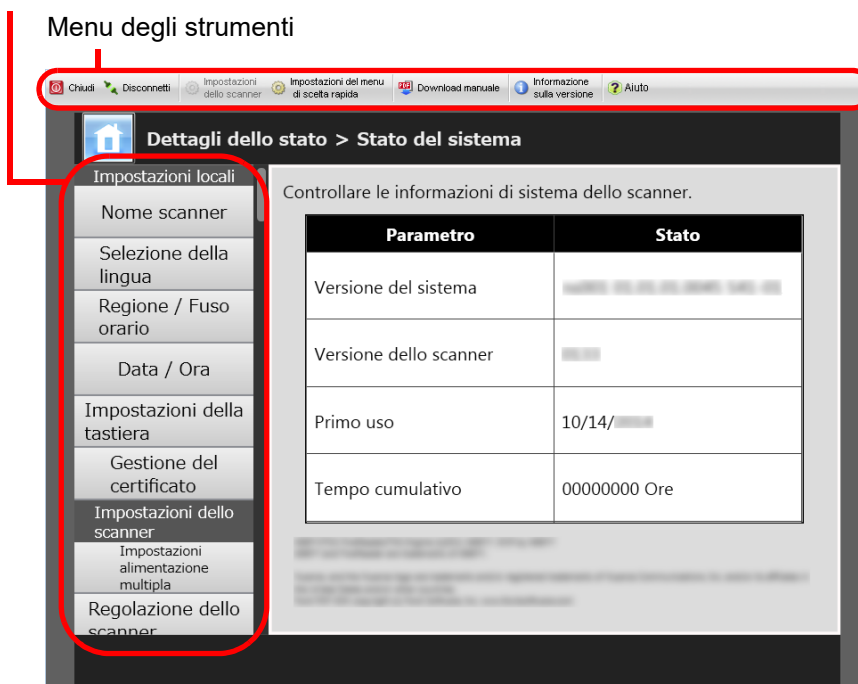 Menu degli strumenti
Chiudi Disconnetti Impostazioni dello scanner Impostazioni del menu di scelta rapida Download manuale Informazione sulla versione Aiuto
Dettagli dello stato > Stato del sistema
Impostazioni locali
Nome scanner
Selezione della
lingua
Regione / Fuso
orario
Data / Ora
Impostazioni della
tastiera
Gestione del
certificato
Impostazioni dello
scanner
Impostazioni
alimentazione
multipla
Regolazione dello
scanner
Controllare le informazioni di sistema dello scanner.
Parametro Stato
Versione del sistema
Versione dello scanner
Primo uso 10/14/
Tempo cumulativo 00000000 Ore